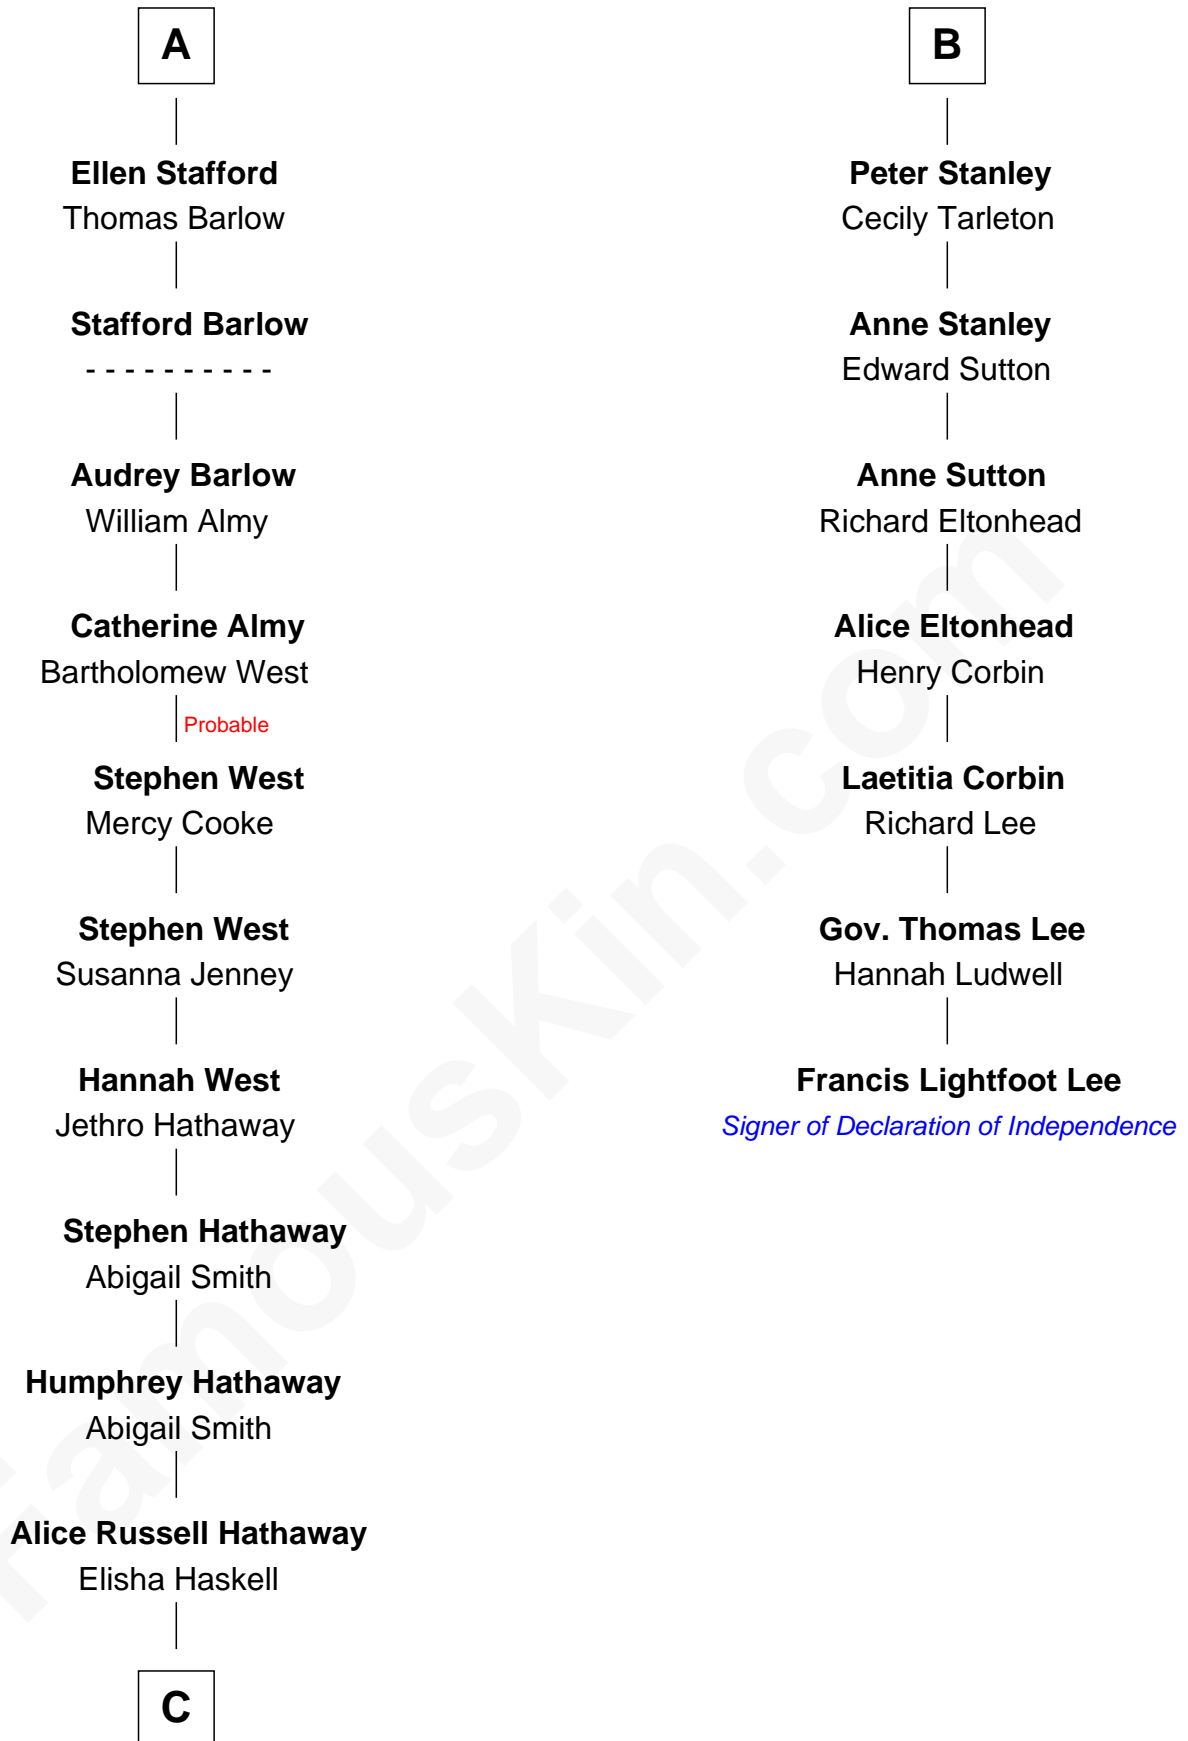 A
Ellen Stafford
Thomas Barlow
Stafford Barlow
- - - - - - - - - -
Audrey Barlow
William Almy
Catherine Almy
Bartholomew West
Probable
Stephen West
Mercy Cooke
Stephen West
Susanna Jenney
Hannah West
Jethro Hathaway
Stephen Hathaway
Abigail Smith
Humphrey Hathaway
Abigail Smith
Alice Russell Hathaway
Elisha Haskell
C
B
Peter Stanley
Cecily Tarleton
Anne Stanley
Edward Sutton
Anne Sutton
Richard Eltonhead
Alice Eltonhead
Henry Corbin
Laetitia Corbin
Richard Lee
Gov. Thomas Lee
Hannah Ludwell
Francis Lightfoot Lee
Signer of Declaration of Independence
FamousKin.com